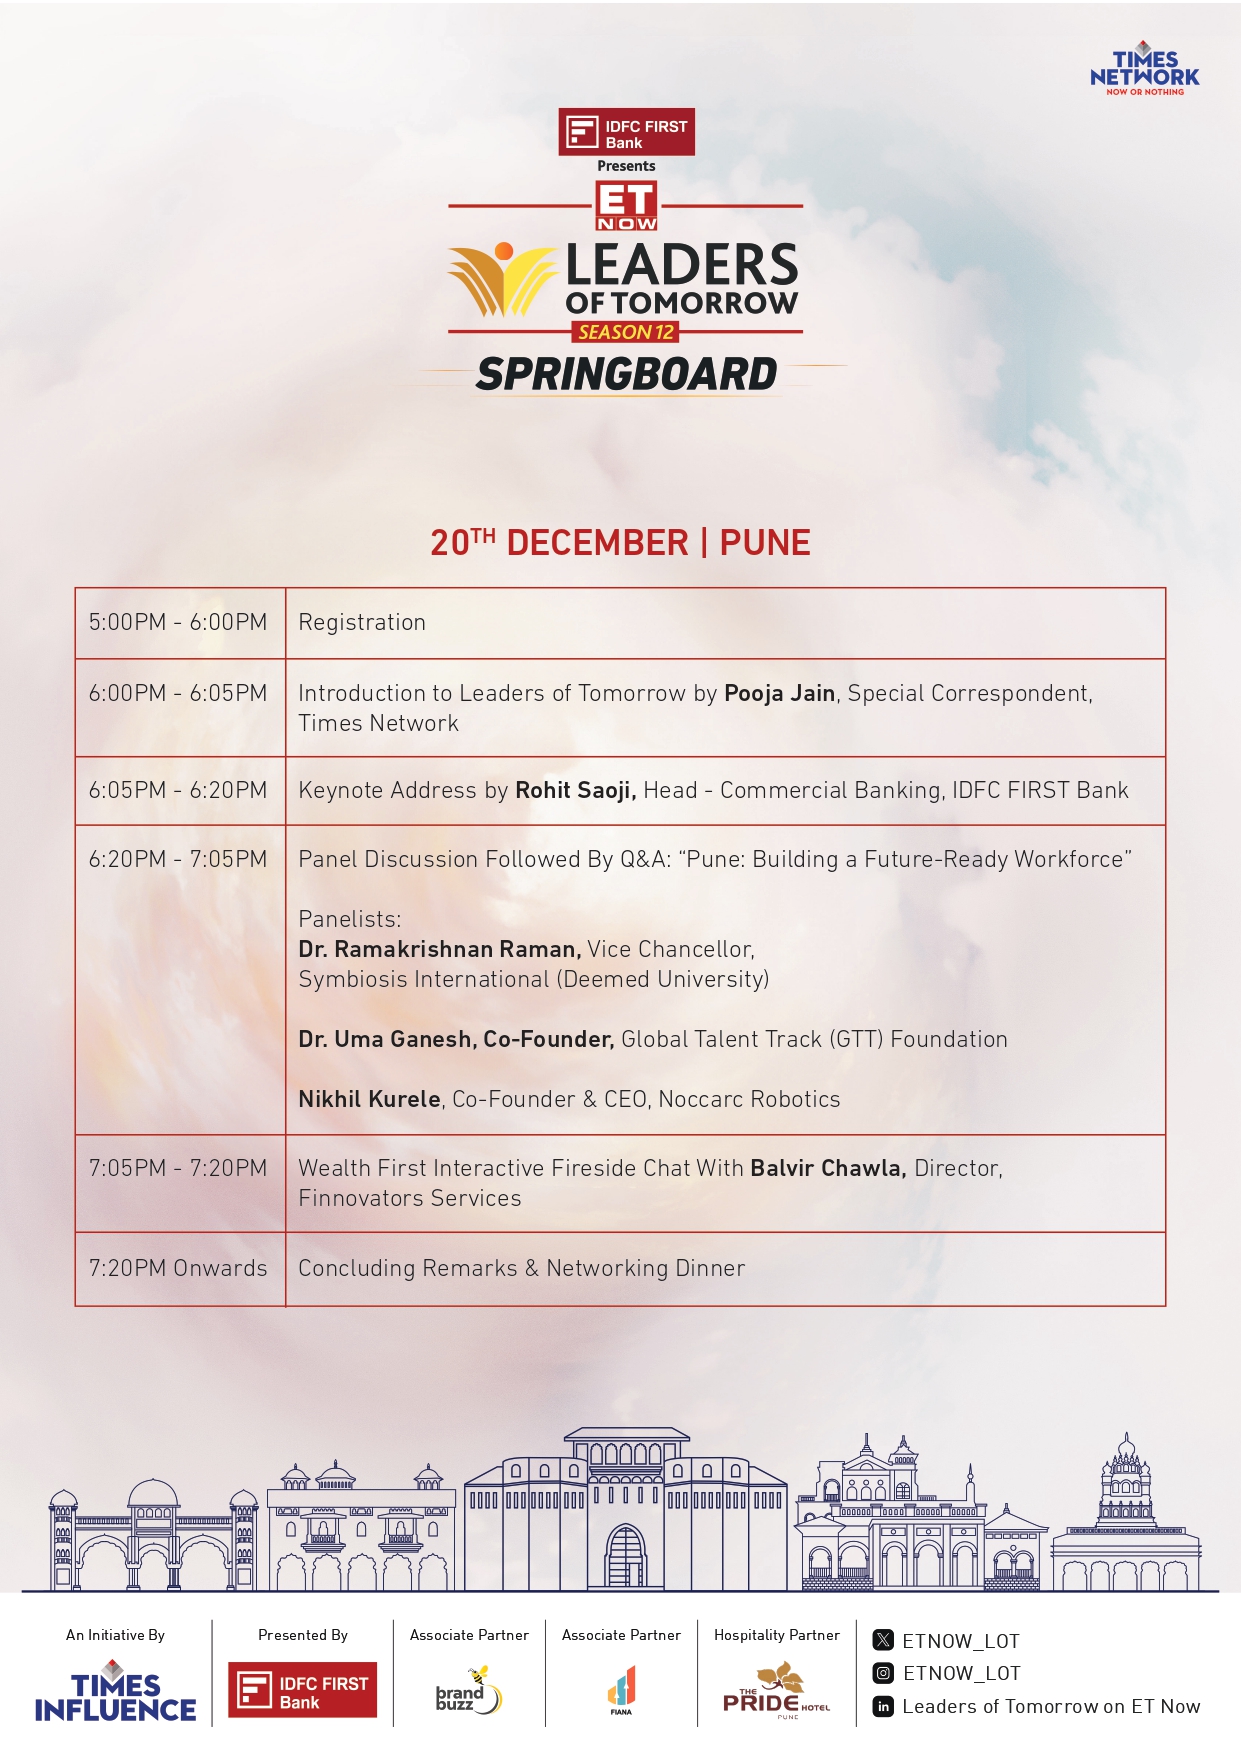 TIMES
NETWORK
NOW OR NOTHING
IDFC FIRST
Bank
Presents
ET
NOW
LEADERS
OF TOMORROW
SEASON 12
SPRINGBOARD
20TH DECEMBER | PUNE
5:00PM - 6:00PM Registration
6:00PM - 6:05PM Introduction to Leaders of Tomorrow by Pooja Jain, Special Correspondent,
Times Network
6:05PM - 6:20PM Keynote Address by Rohit Saoji, Head - Commercial Banking, IDFC FIRST Bank
6:20PM - 7:05PM Panel Discussion Followed By Q&A: “Pune: Building a Future-Ready Workforce”
Panelists:
Dr. Ramakrishnan Raman, Vice Chancellor,
Symbiosis International (Deemed University)
Dr. Uma Ganesh, Co-Founder, Global Talent Track (GTT) Foundation
Nikhil Kurele, Co-Founder & CEO, Noccarc Robotics
7:05PM - 7:20PM Wealth First Interactive Fireside Chat With Balvir Chawla, Director,
Finnovators Services
7:20PM Onwards Concluding Remarks & Networking Dinner
An Initiative By
TIMES
INFLUENCE
Presented By
IDFC FIRST
Bank
Associate Partner
brand
buzz
Associate Partner
FIANA
Hospitality Partner
THE
PRIDE HOTEL
PUNE
ETNOW_LOT
ETNOW_LOT
in Leaders of Tomorrow on ET Now